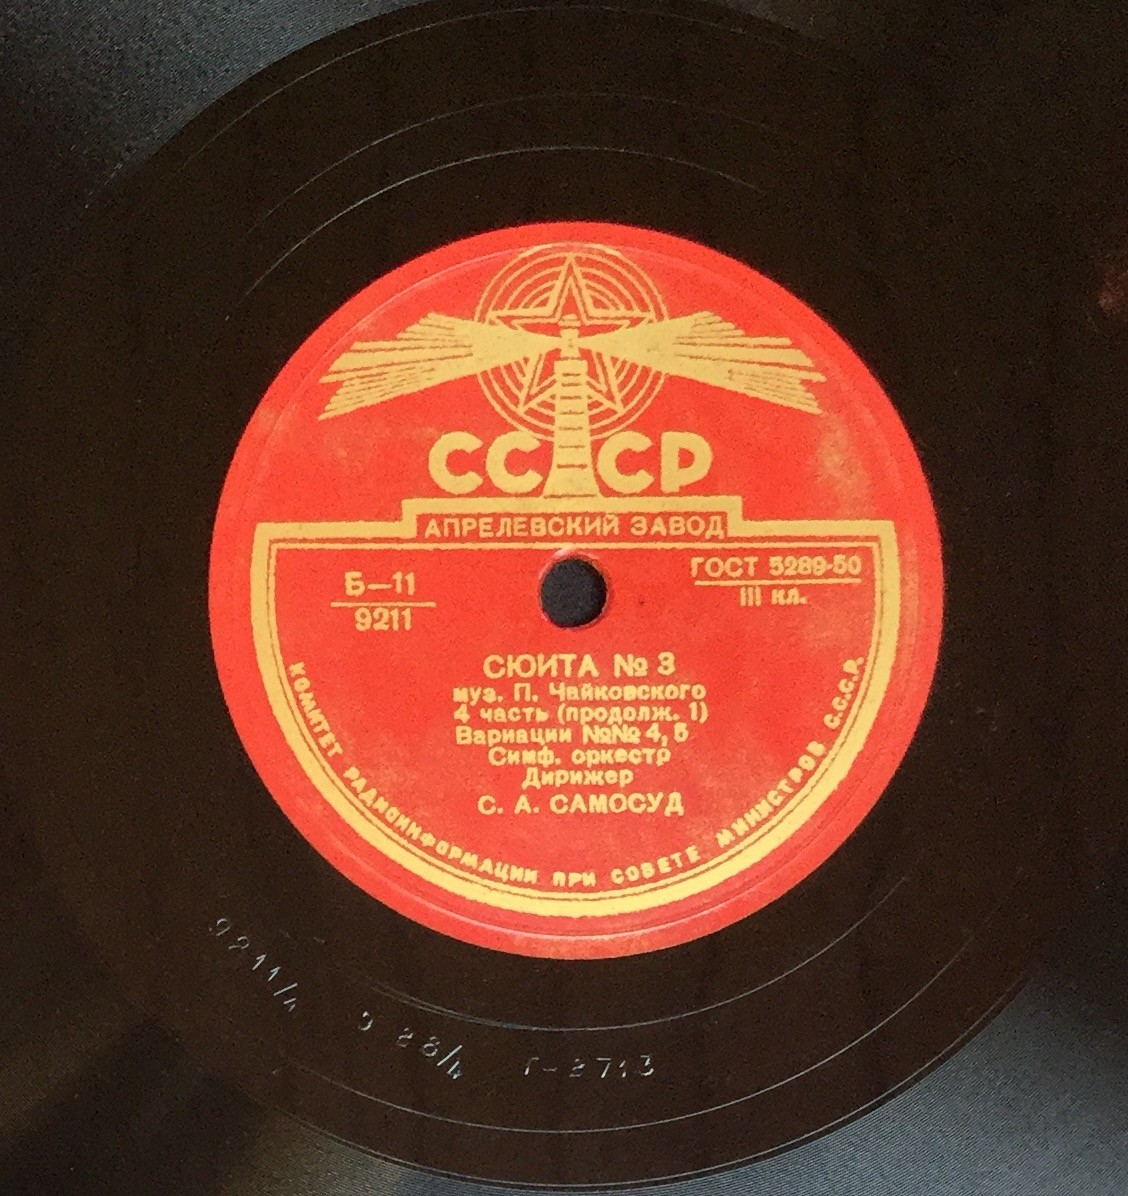 СССР
АПРЕЛЕВСКИЙ ЗАВОД
Б—11
9211
ГОСТ 5289-50
III кл.
СЮИТА № 3
муз. П. Чайковского
4 часть (продолж. 1)
Вариации №№ 4, 5
Симф. оркестр
Дирижер
С. А. САМОСУД
КОМИТЕТ РАДИОИНФОРМАЦИИ ПРИ СОВЕТЕ МИНИСТРОВ С.С.С.Р.
9211/4
Г-2713